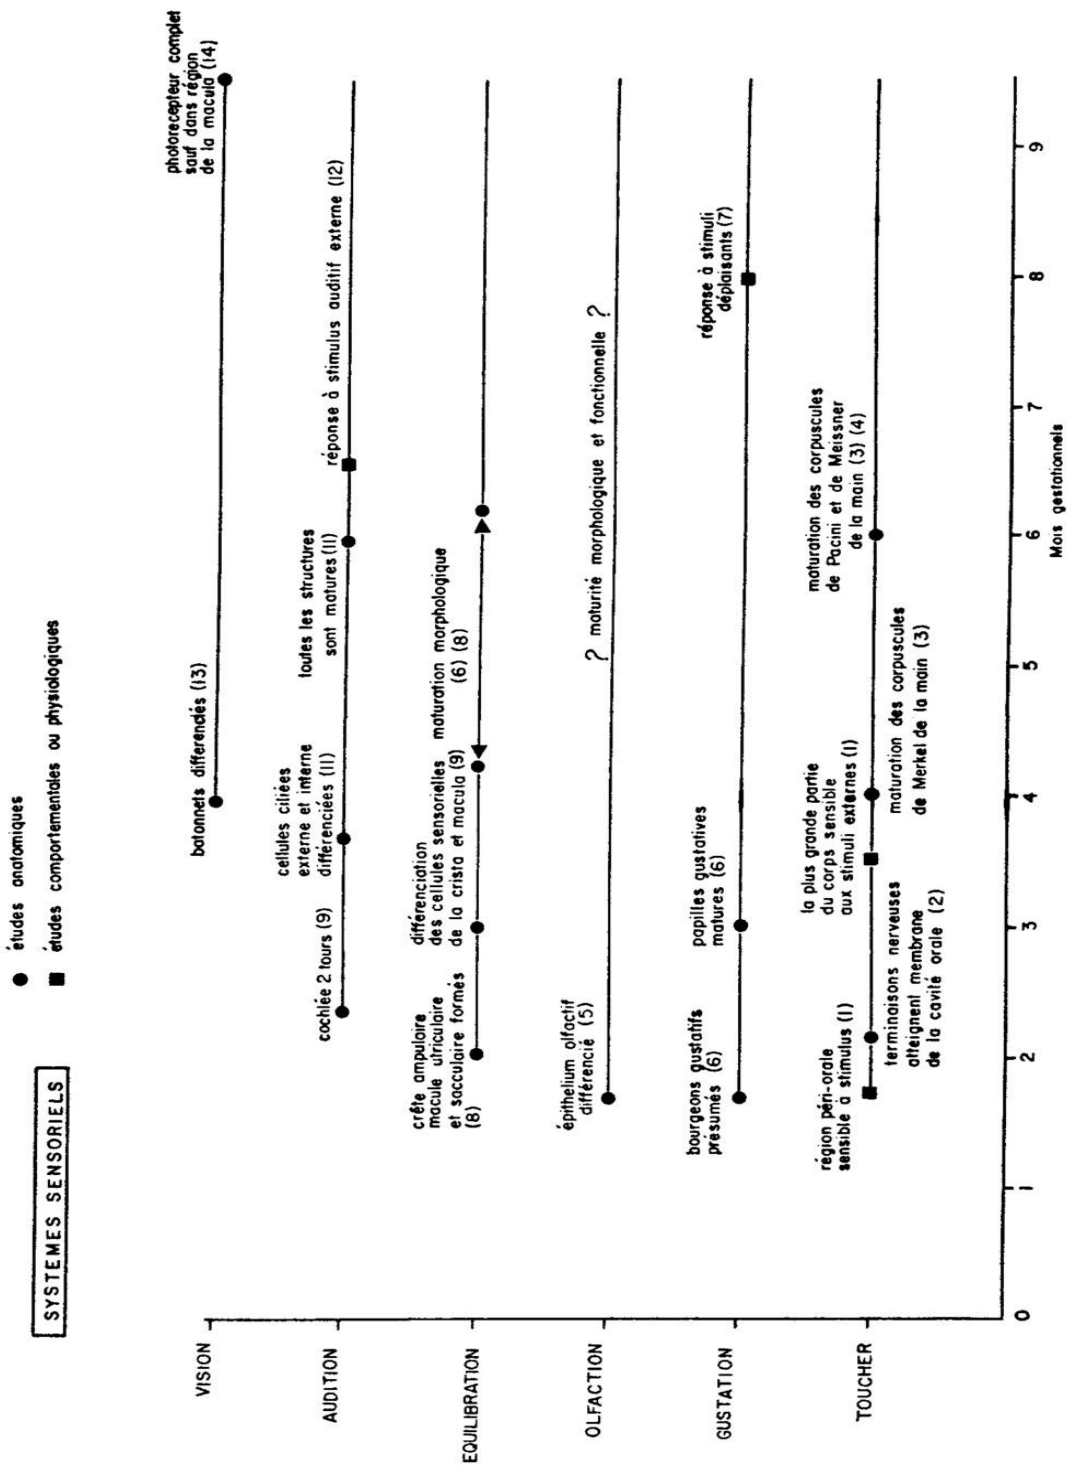 SYSTEMES SENSORIELS
études anatomiques
études comportementales ou physiologiques
VISION
batonnets differenciés (13)
photorecepteur complet
sauf dans région
de la macula (14)
AUDITION
cochlée 2 tours (9)
cellules ciliées
externe et interne
différenciées (11)
toutes les structures
sont matures (11)
réponse à stimulus auditif externe (12)
EQUILIBRATION
crête ampulaire
macule utriculaire
et sacculaire formés
(8)
différenciation
des cellules sensorielles
de la crista et macula (9)
maturation morphologique
(6) (8)
OLFACTION
épithelium olfactif
différencié (5)
? maturité morphologique et fonctionnelle ?
GUSTATION
bourgeons gustatifs
présumés (6)
papilles gustatives
matures (6)
réponse à stimuli
déplaisants (7)
TOUCHER
région péri-orale
sensible à stimulus (1)
terminaisons nerveuses
atteignent membrane
de la cavité orale (2)
la plus grande partie
du corps sensible
aux stimuli externes (1)
maturation des corpuscules
de Merkel de la main (3)
maturation des corpuscules
de Pacini et de Meissner
de la main (3) (4)
0 1 2 3 4 5 6 7 8 9
Mois gestationnels